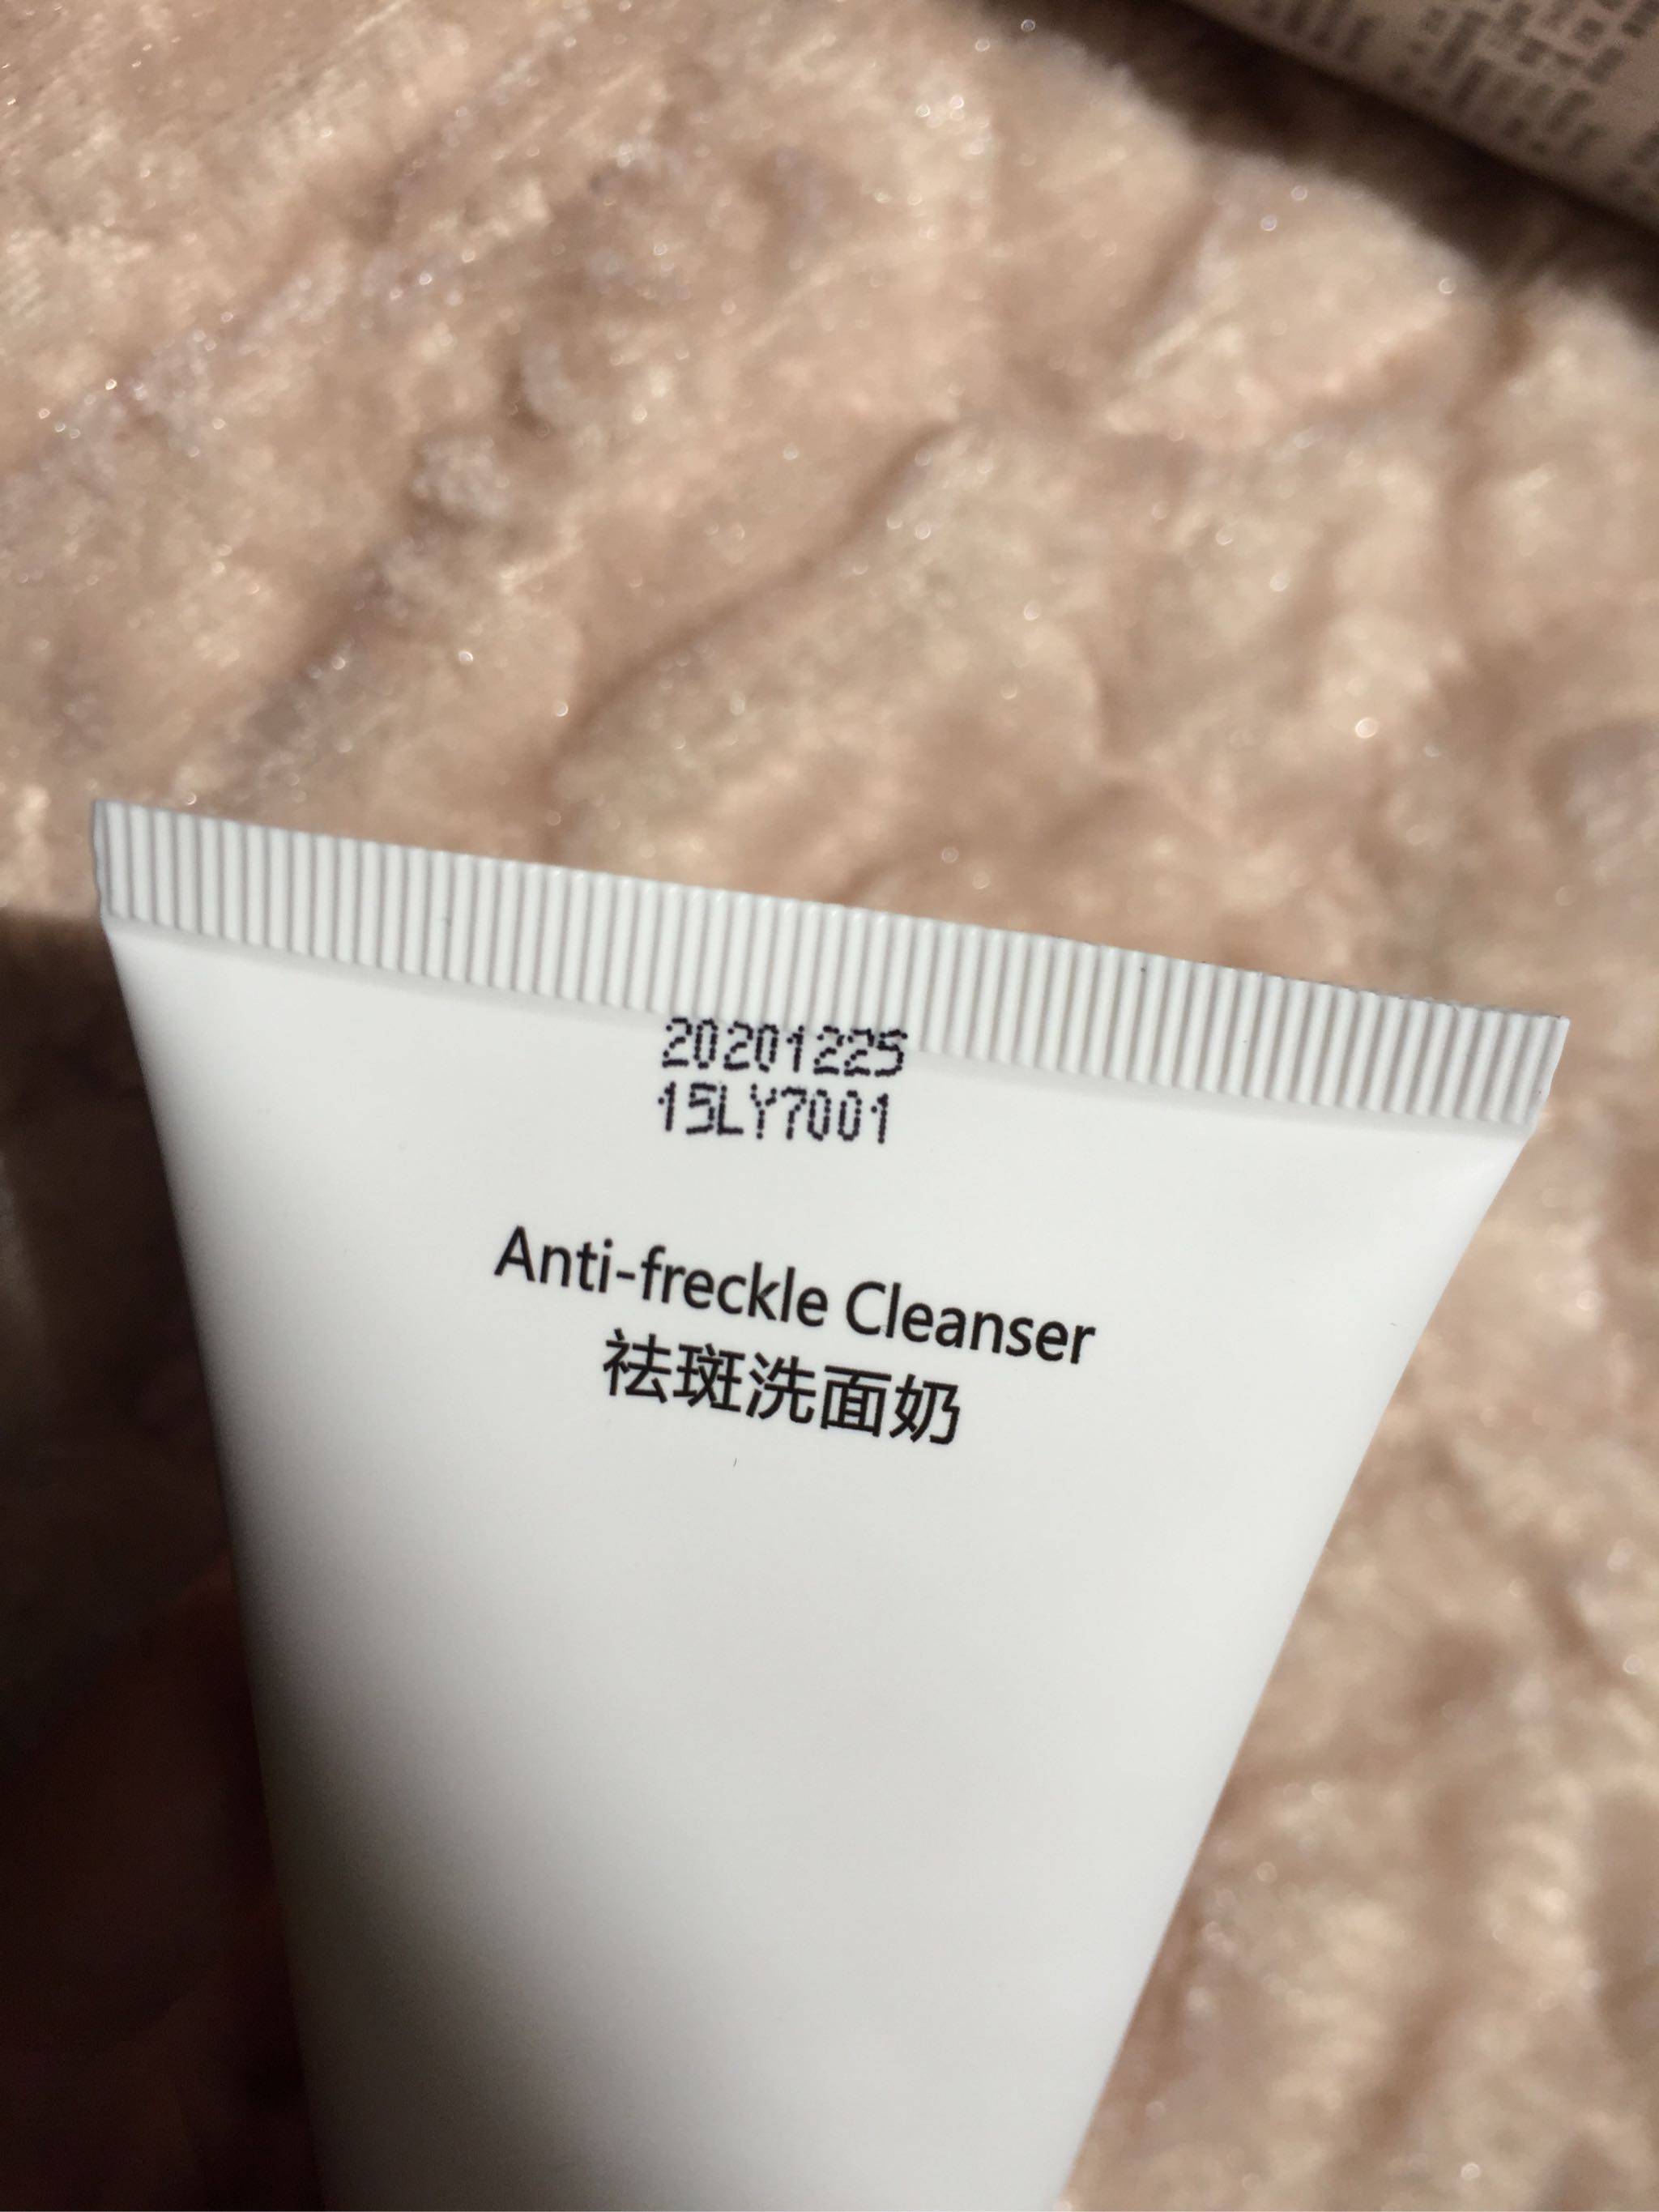 20201225
15LY7001
Anti-freckle Cleanser
祛斑洗面奶